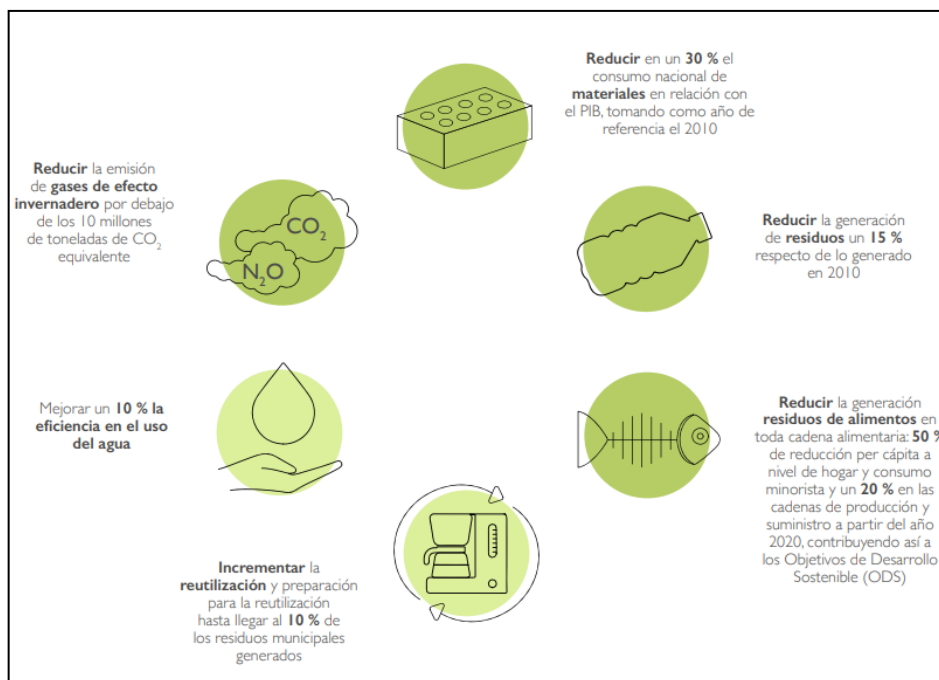 Reducir en un 30 % el
consumo nacional de
materiales en relación con
el PIB, tomando como año de
referencia el 2010
Reducir la generación
de residuos un 15 %
respecto de lo generado
en 2010
Reducir la generación
residuos de alimentos en
toda cadena alimentaria: 50 %
de reducción per cápita a
nivel de hogar y consumo
minorista y un 20 % en las
cadenas de producción y
suministro a partir del año
2020, contribuyendo así a
los Objetivos de Desarrollo
Sostenible (ODS)
Incrementar la
reutilización y preparación
para la reutilización
hasta llegar al 10 % de
los residuos municipales
generados
Mejorar un 10 % la
eficiencia en el uso
del agua
Reducir la emisión
de gases de efecto
invernadero por debajo
de los 10 millones
de toneladas de CO₂
equivalente
CO₂
N₂O